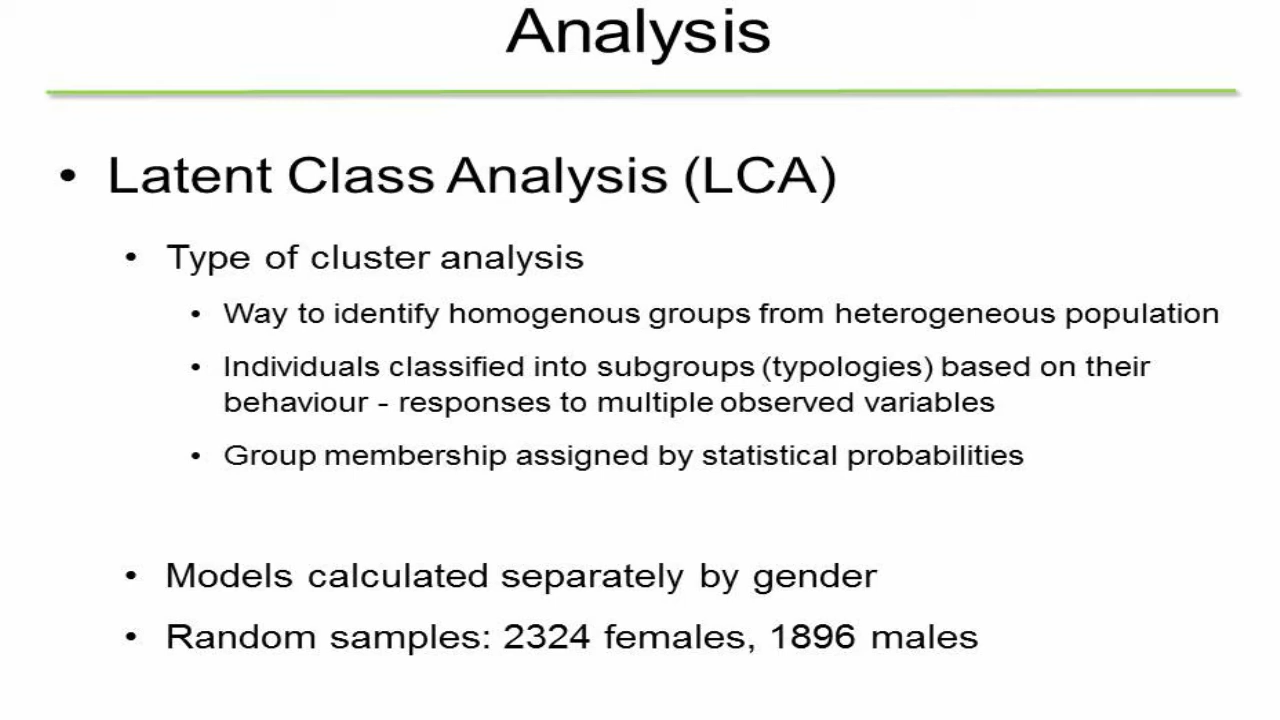 Analysis
• Latent Class Analysis (LCA)
• Type of cluster analysis
• Way to identify homogenous groups from heterogeneous population
• Individuals classified into subgroups (typologies) based on their
behaviour - responses to multiple observed variables
• Group membership assigned by statistical probabilities
• Models calculated separately by gender
• Random samples: 2324 females, 1896 males